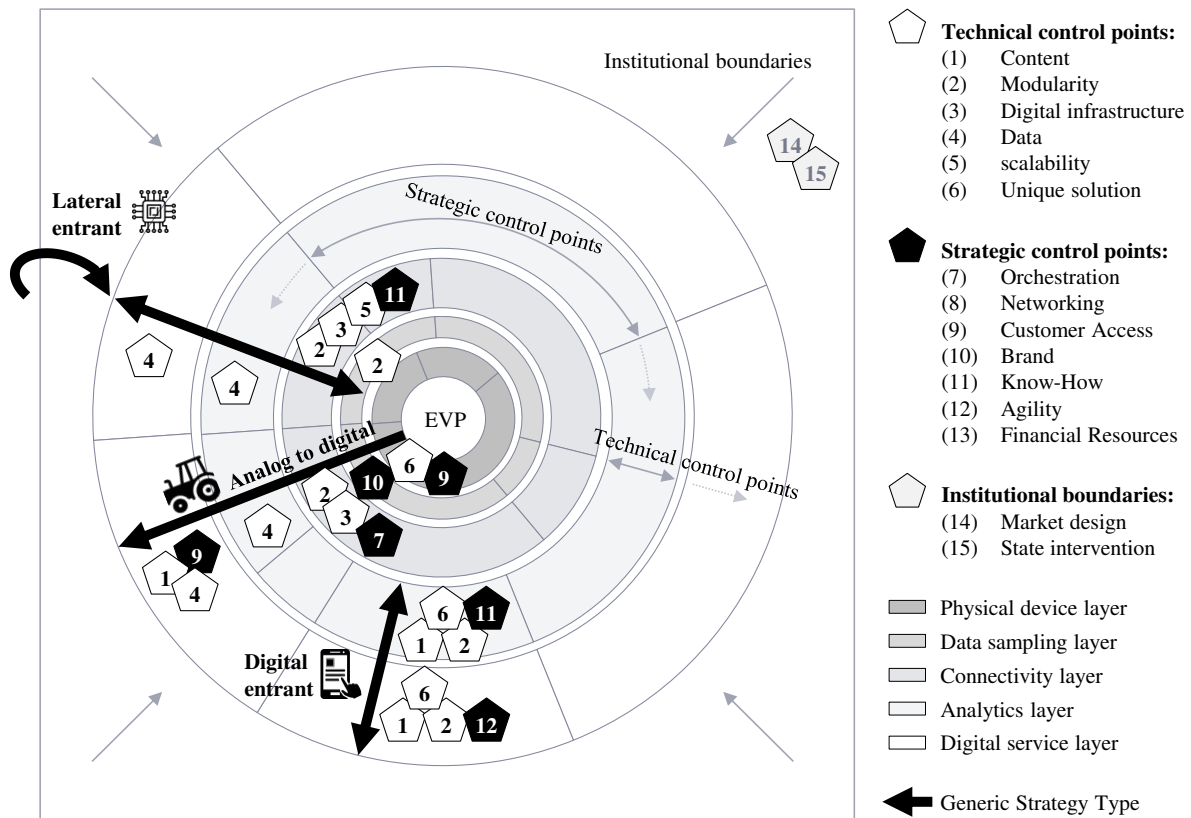 Institutional boundaries
14
15
Strategic control points
Lateral
entrant
11
5
3
2
2
4
4
EVP
Technical control points
Analog to digital
6
9
10
2
3
7
4
9
1
4
6
11
1
2
Digital
entrant
6
1
2
12
Technical control points:
(1) Content
(2) Modularity
(3) Digital infrastructure
(4) Data
(5) scalability
(6) Unique solution
Strategic control points:
(7) Orchestration
(8) Networking
(9) Customer Access
(10) Brand
(11) Know-How
(12) Agility
(13) Financial Resources
Institutional boundaries:
(14) Market design
(15) State intervention
Physical device layer
Data sampling layer
Connectivity layer
Analytics layer
Digital service layer
Generic Strategy Type